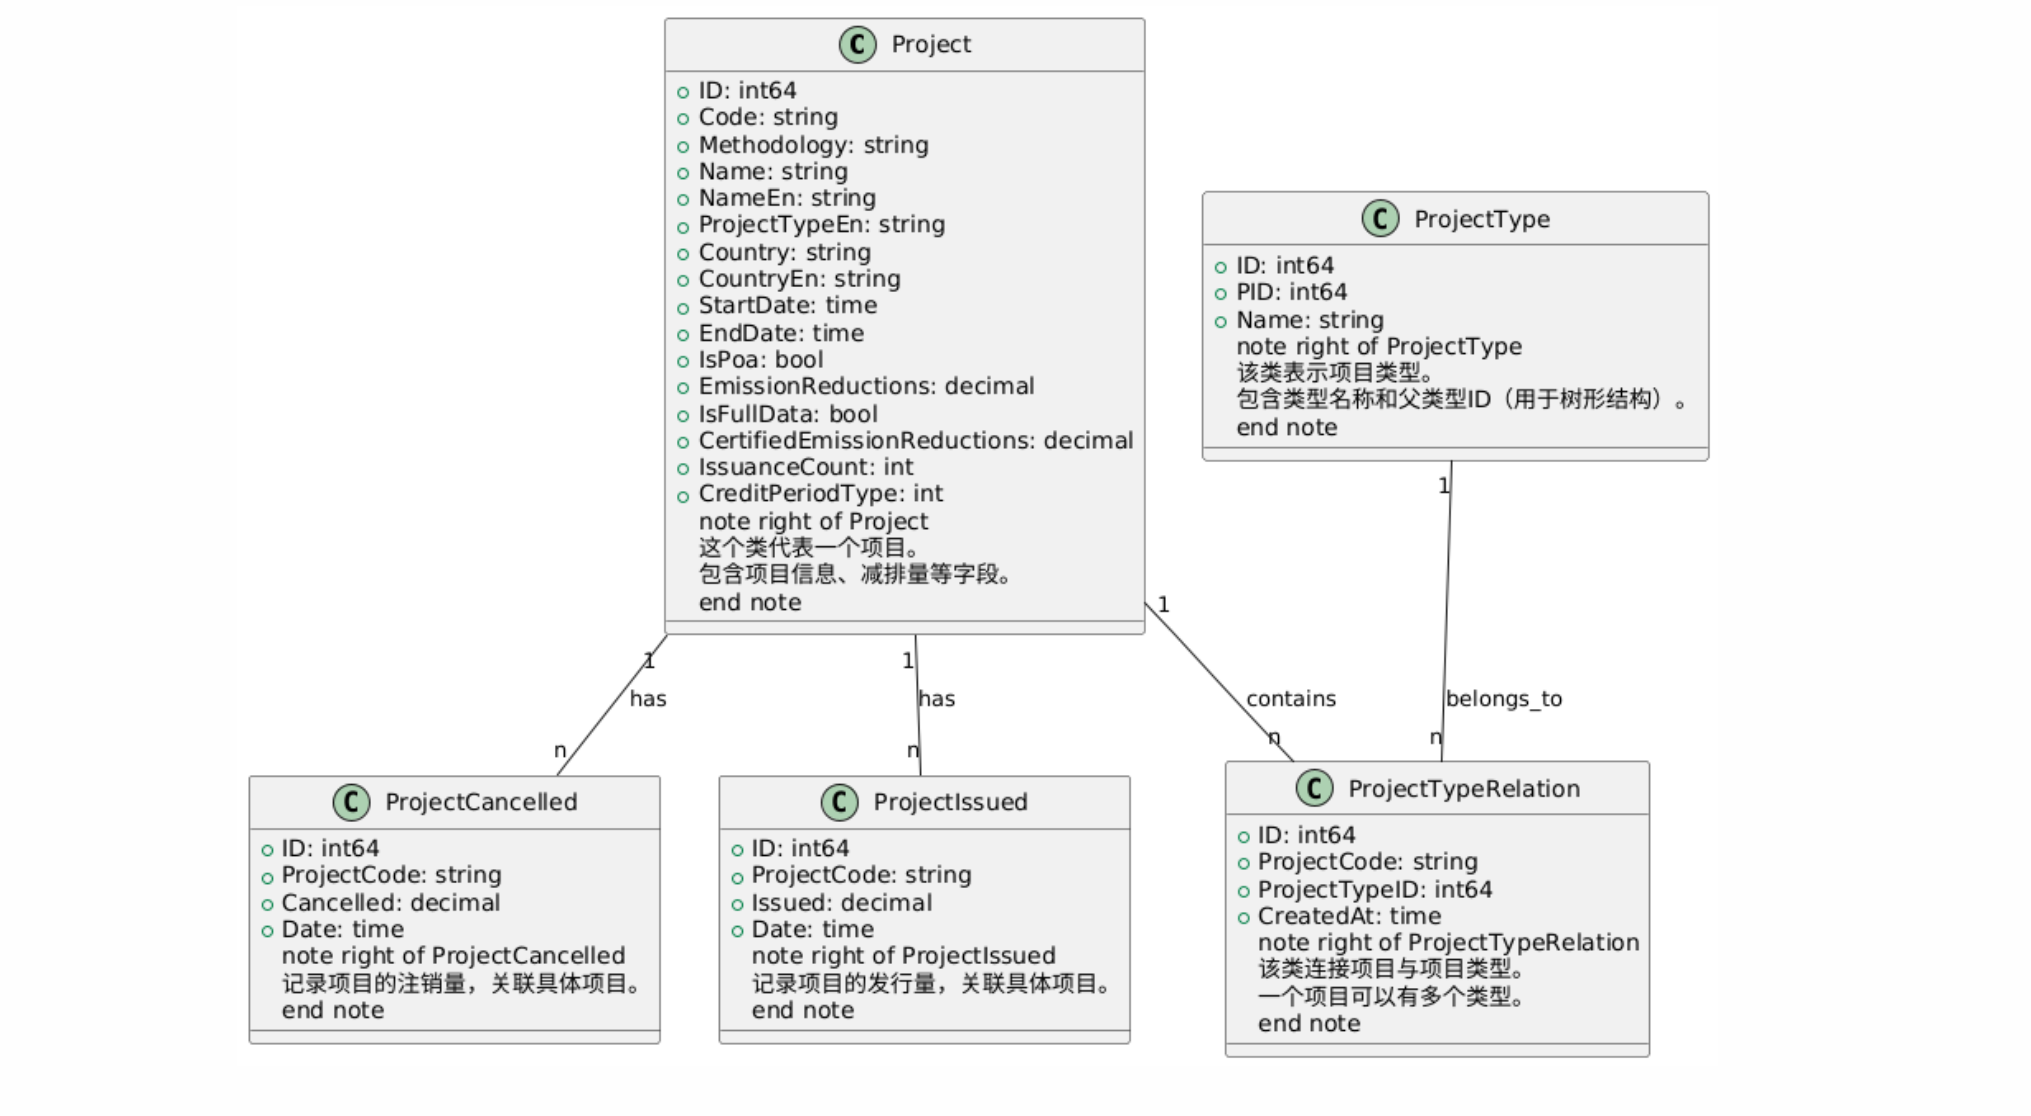 C Project
ID: int64
Code: string
Methodology: string
Name: string
NameEn: string
ProjectTypeEn: string
Country: string
CountryEn: string
StartDate: time
EndDate: time
IsPoa: bool
EmissionReductions: decimal
IsFullData: bool
CertifiedEmissionReductions: decimal
IssuanceCount: int
CreditPeriodType: int
note right of Project
这个类代表一个项目。
包含项目信息、减排量等字段。
end note
C ProjectType
ID: int64
PID: int64
Name: string
note right of ProjectType
该类表示项目类型。
包含类型名称和父类型ID（用于树形结构）。
end note
1
has
n
1
has
n
1
contains
n
1
belongs_to
n
C ProjectCancelled
ID: int64
ProjectCode: string
Cancelled: decimal
Date: time
note right of ProjectCancelled
记录项目的注销量，关联具体项目。
end note
C ProjectIssued
ID: int64
ProjectCode: string
Issued: decimal
Date: time
note right of ProjectIssued
记录项目的发行量，关联具体项目。
end note
C ProjectTypeRelation
ID: int64
ProjectCode: string
ProjectTypeID: int64
CreatedAt: time
note right of ProjectTypeRelation
该类连接项目与项目类型。
一个项目可以有多个类型。
end note